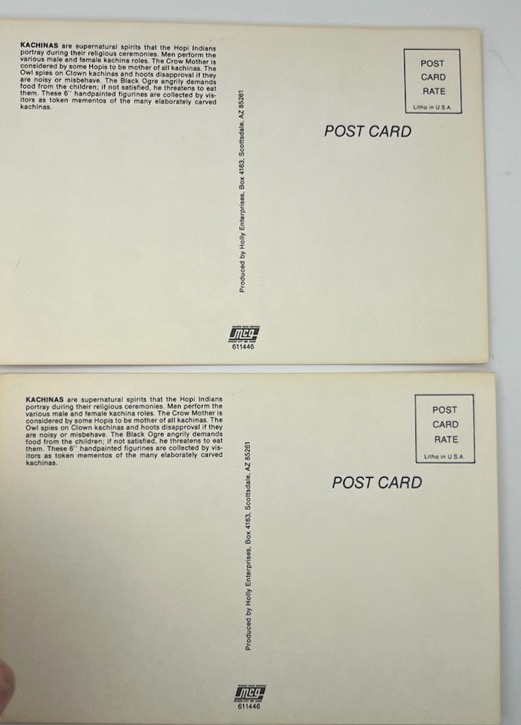 KACHINAS are supernatural spirits that the Hopi Indians
portray during their religious ceremonies. Men perform the
various male and female kachina roles. The Crow Mother is
considered by some Hopis to be mother of all kachinas. The
Owl spies on Clown kachinas and hoots disapproval if they
are noisy or misbehave. The Black Ogre angrily demands
food from the children; if not satisfied, he threatens to eat
them. These 6" handpainted figurines are collected by vis-
itors as token mementos of the many elaborately carved
kachinas.
Produced by Holly Enterprises, Box 4163, Scottsdale, AZ 85261
POST
CARD
RATE
Litho in U.S.A.
POST CARD
mcg
611446
KACHINAS are supernatural spirits that the Hopi Indians
portray during their religious ceremonies. Men perform the
various male and female kachina roles. The Crow Mother is
considered by some Hopis to be mother of all kachinas. The
Owl spies on Clown kachinas and hoots disapproval if they
are noisy or misbehave. The Black Ogre angrily demands
food from the children; if not satisfied, he threatens to eat
them. These 6" handpainted figurines are collected by vis-
itors as token mementos of the many elaborately carved
kachinas.
Produced by Holly Enterprises, Box 4163, Scottsdale, AZ 85261
POST
CARD
RATE
Litho in U.S.A.
POST CARD
mcg
611446